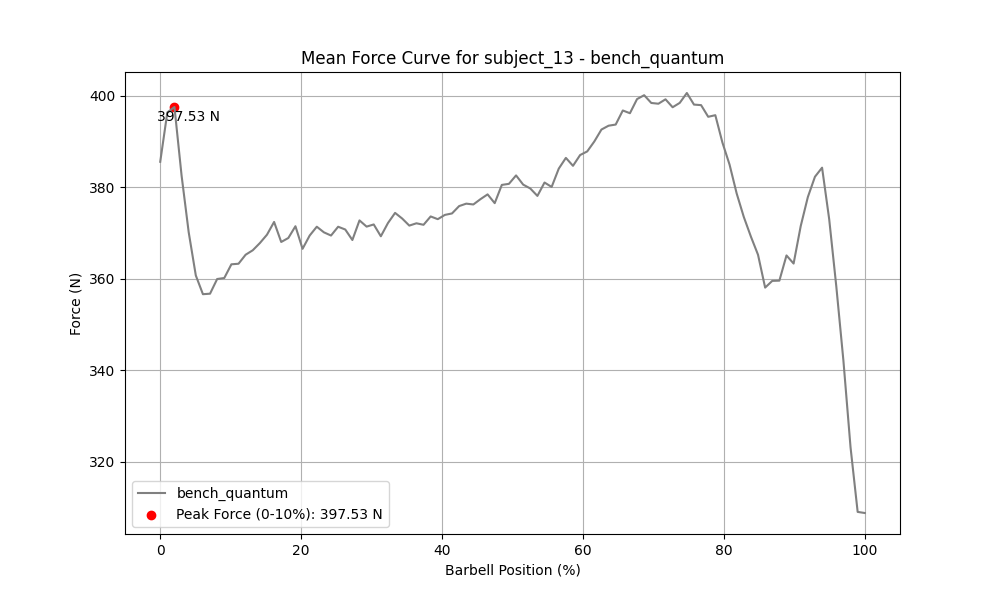 Mean Force Curve for subject_13 - bench_quantum
400
380
360
340
320
Force (N)
397.53 N
bench_quantum
Peak Force (0-10%): 397.53 N
0
20
40
60
80
100
Barbell Position (%)